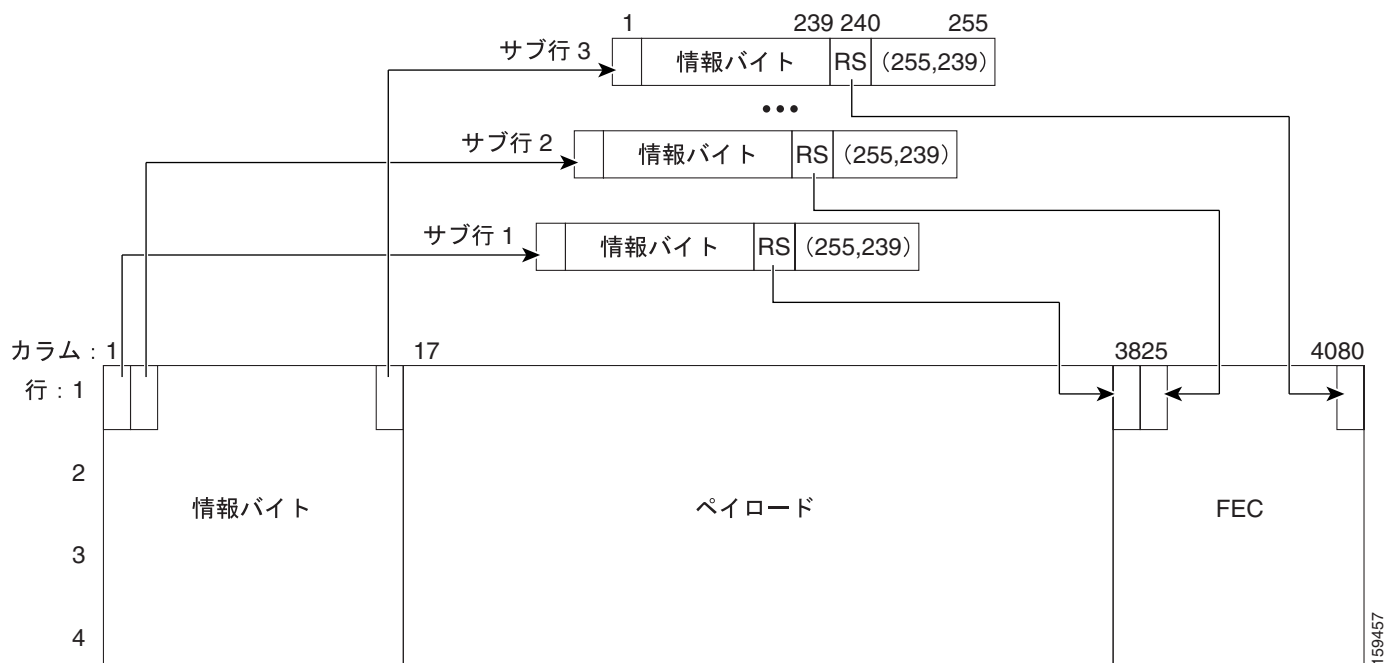 1 239 240 255
サブ行 3 情報バイト RS (255,239)
•••
サブ行 2 情報バイト RS (255,239)
サブ行 1 情報バイト RS (255,239)
カラム : 1 17 3825 4080
行 : 1
2
情報バイト ペイロード FEC
3
4
159457